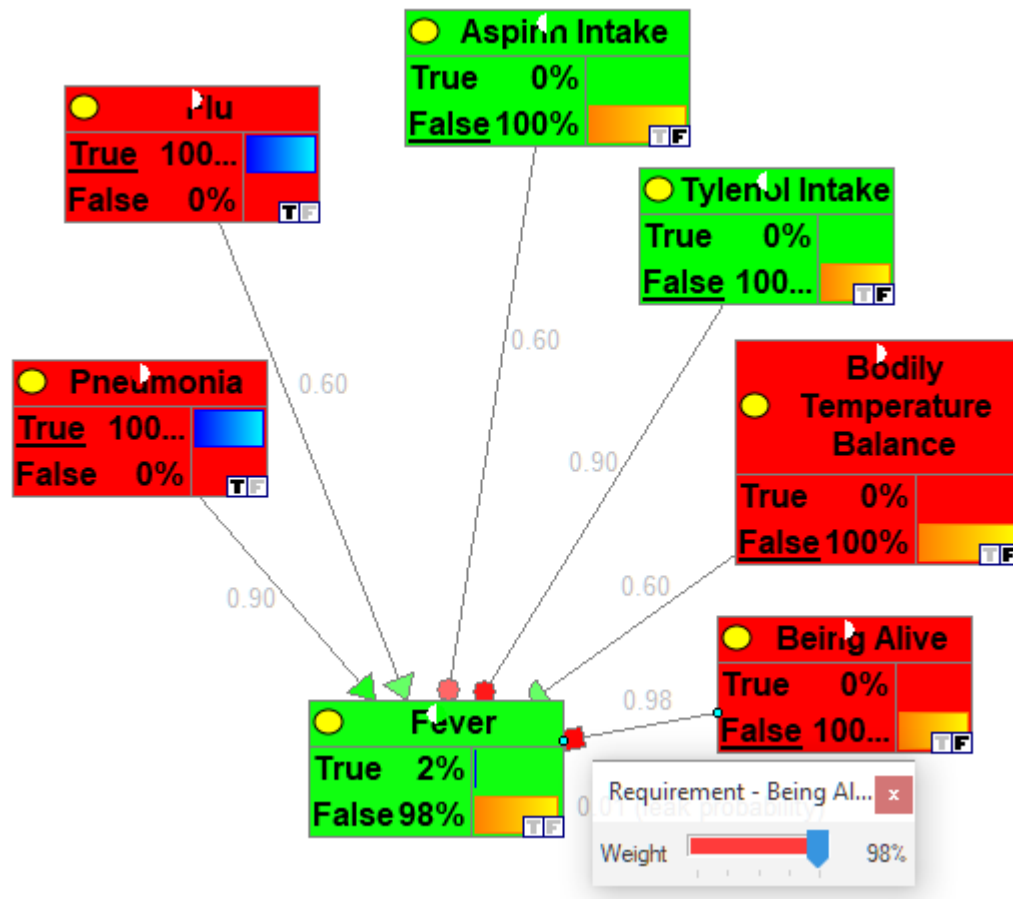 Aspirin Intake
True 0%
False 100%
T F
Flu
True 100...
False 0%
T F
Tylenol Intake
True 0%
False 100...
T F
Bodily
Temperature
Balance
True 0%
False 100%
T F
Pneumonia
True 100...
False 0%
T F
0.60
0.60
0.90
0.60
0.90
0.98
Being Alive
True 0%
False 100...
T F
Fever
True 2%
False 98%
T F
0.01 (leak probability)
Requirement - Being Al... x
Weight 98%